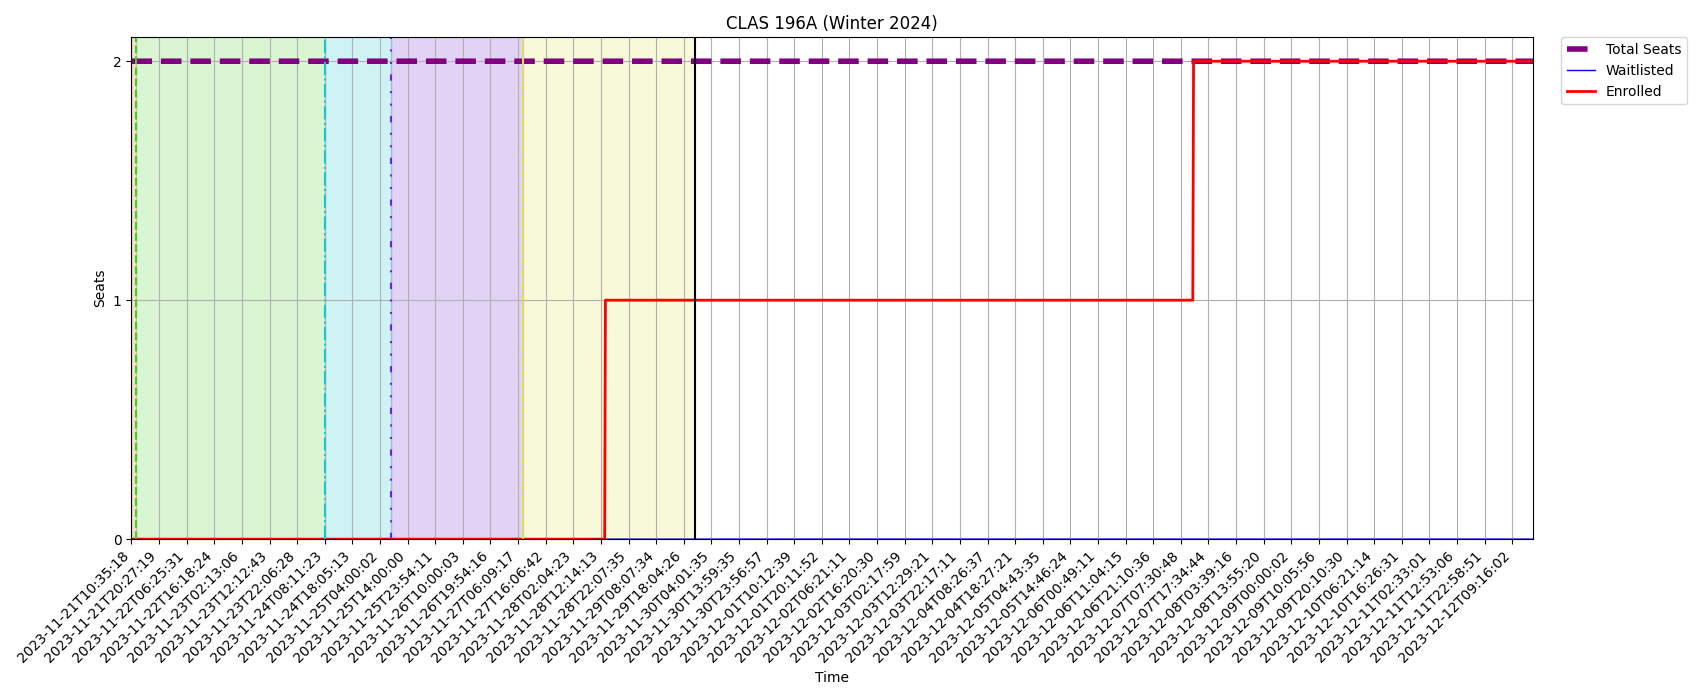 CLAS 196A (Winter 2024)
Total Seats
Waitlisted
Enrolled
Seats
2
1
0
2023-11-21T10:35:18
2023-11-21T20:27:19
2023-11-22T06:25:31
2023-11-22T16:18:24
2023-11-23T02:13:06
2023-11-23T12:12:43
2023-11-23T22:06:28
2023-11-24T08:11:23
2023-11-24T18:05:13
2023-11-25T04:00:02
2023-11-25T14:00:00
2023-11-25T23:54:11
2023-11-26T10:00:03
2023-11-26T19:54:16
2023-11-27T06:09:17
2023-11-27T16:06:42
2023-11-28T02:04:23
2023-11-28T12:14:13
2023-11-28T22:07:35
2023-11-29T08:07:34
2023-11-29T18:04:26
2023-11-30T04:01:35
2023-11-30T13:59:35
2023-11-30T23:56:57
2023-12-01T10:12:39
2023-12-01T20:11:52
2023-12-02T06:21:11
2023-12-02T16:20:30
2023-12-03T02:17:59
2023-12-03T12:29:21
2023-12-03T22:17:11
2023-12-04T08:26:37
2023-12-04T18:27:21
2023-12-05T04:43:35
2023-12-05T14:46:24
2023-12-06T00:49:11
2023-12-06T11:04:15
2023-12-06T21:10:36
2023-12-07T07:30:48
2023-12-07T17:34:44
2023-12-08T03:39:16
2023-12-08T13:55:20
2023-12-09T00:00:02
2023-12-09T10:05:56
2023-12-09T20:10:30
2023-12-10T06:21:14
2023-12-10T16:26:31
2023-12-11T02:33:01
2023-12-11T12:53:06
2023-12-11T22:58:51
2023-12-12T09:16:02
Time